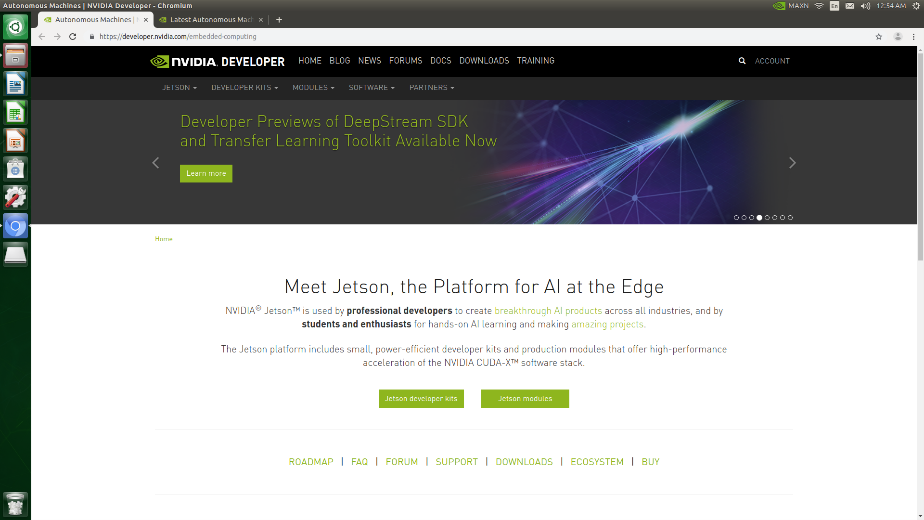 Autonomous Machines | NVIDIA Developer - Chromium
MAXN
En
12:54 AM
Autonomous Machines |
Latest Autonomous Mach
https://developer.nvidia.com/embedded-computing
NVIDIA DEVELOPER
HOME BLOG NEWS FORUMS DOCS DOWNLOADS TRAINING
ACCOUNT
JETSON DEVELOPER KITS MODULES SOFTWARE PARTNERS
Developer Previews of DeepStream SDK
and Transfer Learning Toolkit Available Now
Learn more
Home
Meet Jetson, the Platform for AI at the Edge
NVIDIA® Jetson™ is used by professional developers to create breakthrough AI products across all industries, and by
students and enthusiasts for hands-on AI learning and making amazing projects.
The Jetson platform includes small, power-efficient developer kits and production modules that offer high-performance
acceleration of the NVIDIA CUDA-X™ software stack.
Jetson developer kits
Jetson modules
ROADMAP | FAQ | FORUM | SUPPORT | DOWNLOADS | ECOSYSTEM | BUY